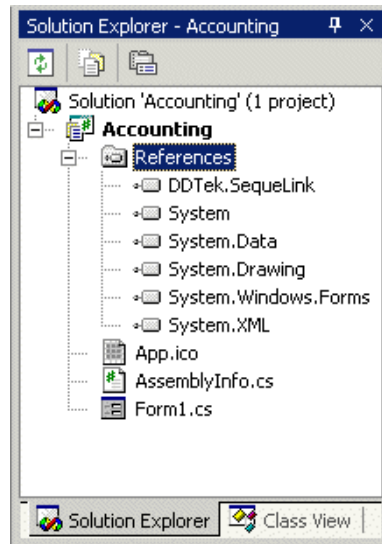 Solution Explorer - Accounting
Solution 'Accounting' (1 project)
Accounting
References
DDTek.SequeLink
System
System.Data
System.Drawing
System.Windows.Forms
System.XML
App.ico
AssemblyInfo.cs
Form1.cs
Solution Explorer Class View